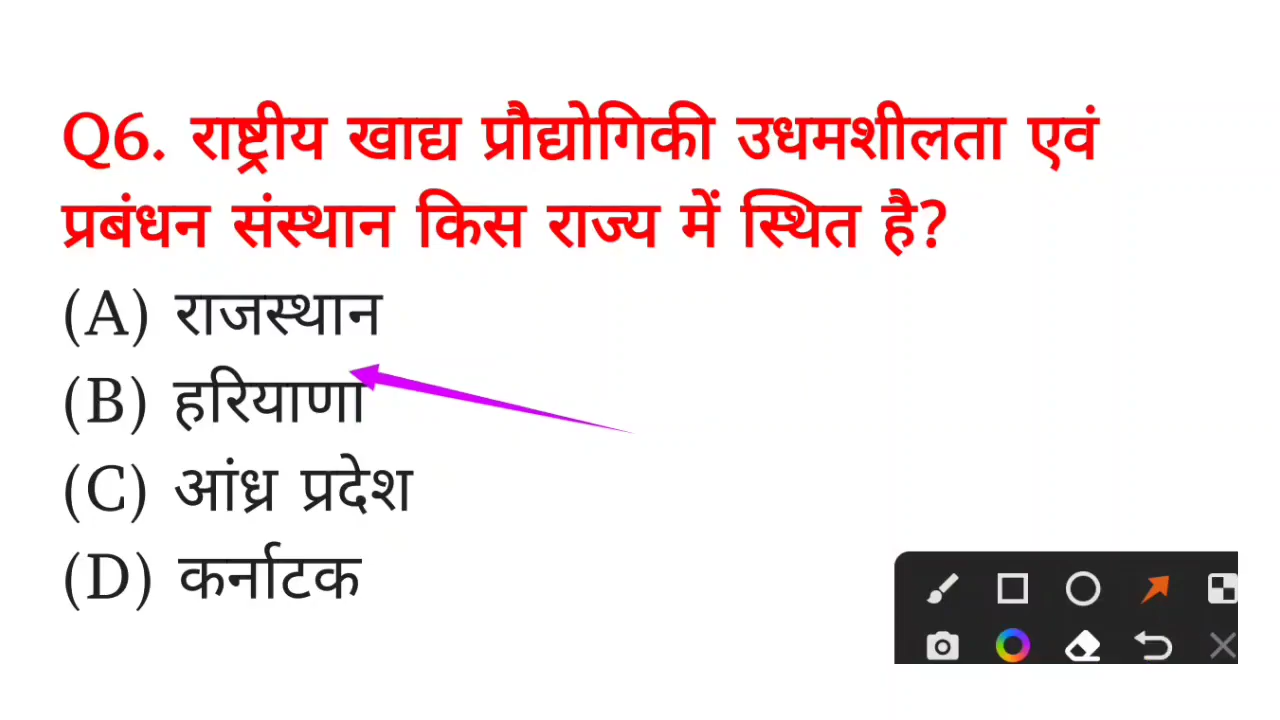 Q6. राष्ट्रीय खाद्य प्रौद्योगिकी उधमशीलता एवं
प्रबंधन संस्थान किस राज्य में स्थित है?
(A) राजस्थान
(B) हरियाणा
(C) आंध्र प्रदेश
(D) कर्नाटक